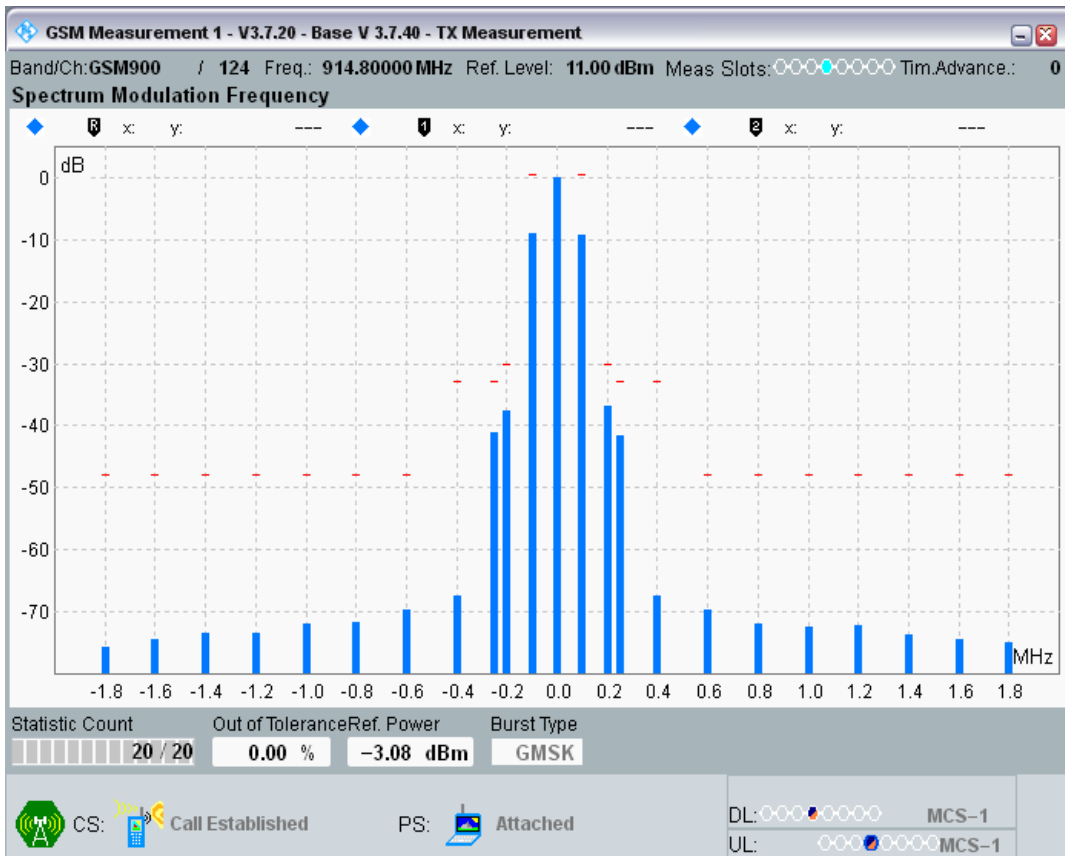 GSM Measurement 1 - V3.7.20 - Base V 3.7.40 - TX Measurement
Band/Ch:GSM900 / 124 Freq.: 914.80000 MHz Ref. Level: 11.00 dBm Meas Slots: Tim.Advance.: 0
Spectrum Modulation Frequency
R x: y: --- 1 x: y: --- 2 x: y: ---
dB
0
-10
-20
-30
-40
-50
-60
-70
MHz
-1.8 -1.6 -1.4 -1.2 -1.0 -0.8 -0.6 -0.4 -0.2 0.0 0.2 0.4 0.6 0.8 1.0 1.2 1.4 1.6 1.8
Statistic Count Out of Tolerance Ref. Power Burst Type
20 / 20 0.00 % −3.08 dBm GMSK
CS: Call Established PS: Attached
DL: MCS−1
UL: MCS−1